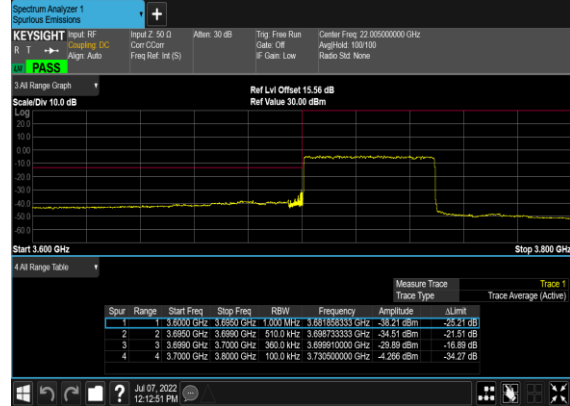 Spectrum Analyzer 1
Spurious Emissions
+
KEYSIGHT Input: RF Input Z: 50 Ω Atten: 30 dB Trig: Free Run Center Freq: 22.005000000 GHz
R T Coupling: DC Corr CCorr Gate: Off Avg|Hold: 100/100
Align: Auto Freq Ref: Int (S) IF Gain: Low Radio Std: None
LV PASS
3 All Range Graph
Ref Lvl Offset 15.56 dB
Scale/Div 10.0 dB Ref Value 30.00 dBm
Log
20.0
10.0
0.00
-10.0
-20.0
-30.0
-40.0
-50.0
-60.0
Start 3.600 GHz Stop 3.800 GHz
4 All Range Table
Measure Trace Trace 1
Trace Type Trace Average (Active)
Spur Range Start Freq Stop Freq RBW Frequency Amplitude ΔLimit
1 1 3.6000 GHz 3.6950 GHz 1.000 MHz 3.681858333 GHz -38.21 dBm -25.21 dB
2 2 3.6950 GHz 3.6990 GHz 510.0 kHz 3.698733333 GHz -34.51 dBm -21.51 dB
3 3 3.6990 GHz 3.7000 GHz 360.0 kHz 3.699910000 GHz -29.89 dBm -16.89 dB
4 4 3.7000 GHz 3.8000 GHz 100.0 kHz 3.730500000 GHz -4.266 dBm -34.27 dB
? Jul 07, 2022
12:12:51 PM